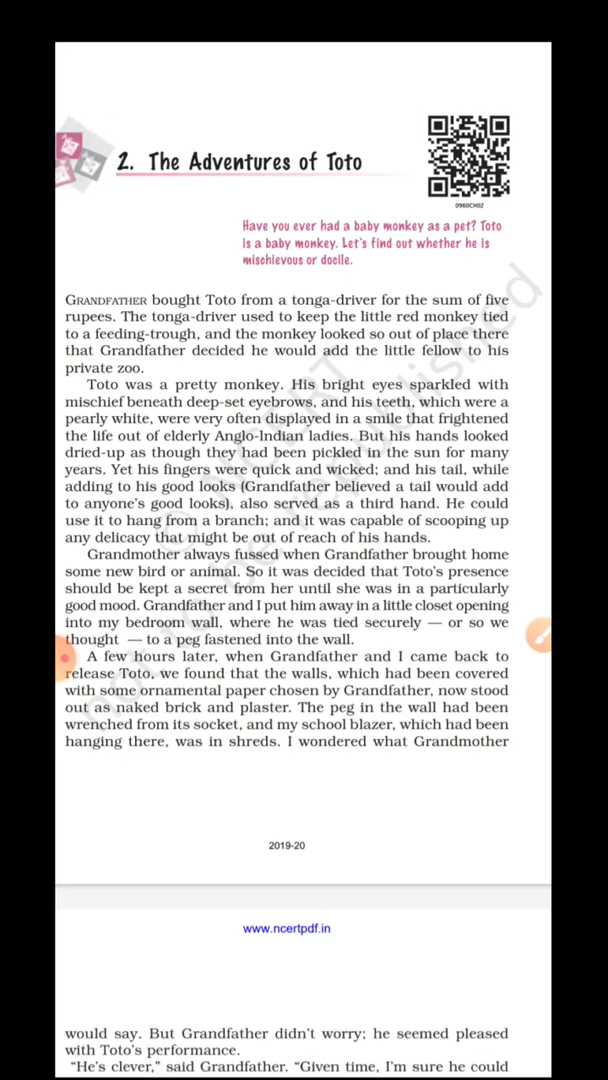 2. The Adventures of Toto
0960CH02
Have you ever had a baby monkey as a pet? Toto
is a baby monkey. Let's find out whether he is
mischievous or docile.
GRANDFATHER bought Toto from a tonga-driver for the sum of five
rupees. The tonga-driver used to keep the little red monkey tied
to a feeding-trough, and the monkey looked so out of place there
that Grandfather decided he would add the little fellow to his
private zoo.
Toto was a pretty monkey. His bright eyes sparkled with
mischief beneath deep-set eyebrows, and his teeth, which were a
pearly white, were very often displayed in a smile that frightened
the life out of elderly Anglo-Indian ladies. But his hands looked
dried-up as though they had been pickled in the sun for many
years. Yet his fingers were quick and wicked; and his tail, while
adding to his good looks (Grandfather believed a tail would add
to anyone's good looks), also served as a third hand. He could
use it to hang from a branch; and it was capable of scooping up
any delicacy that might be out of reach of his hands.
Grandmother always fussed when Grandfather brought home
some new bird or animal. So it was decided that Toto's presence
should be kept a secret from her until she was in a particularly
good mood. Grandfather and I put him away in a little closet opening
into my bedroom wall, where he was tied securely — or so we
thought — to a peg fastened into the wall.
A few hours later, when Grandfather and I came back to
release Toto, we found that the walls, which had been covered
with some ornamental paper chosen by Grandfather, now stood
out as naked brick and plaster. The peg in the wall had been
wrenched from its socket, and my school blazer, which had been
hanging there, was in shreds. I wondered what Grandmother
© NCERT
not to be republished
2019-20
www.ncertpdf.in
would say. But Grandfather didn't worry; he seemed pleased
with Toto's performance.
"He's clever," said Grandfather. "Given time, I'm sure he could